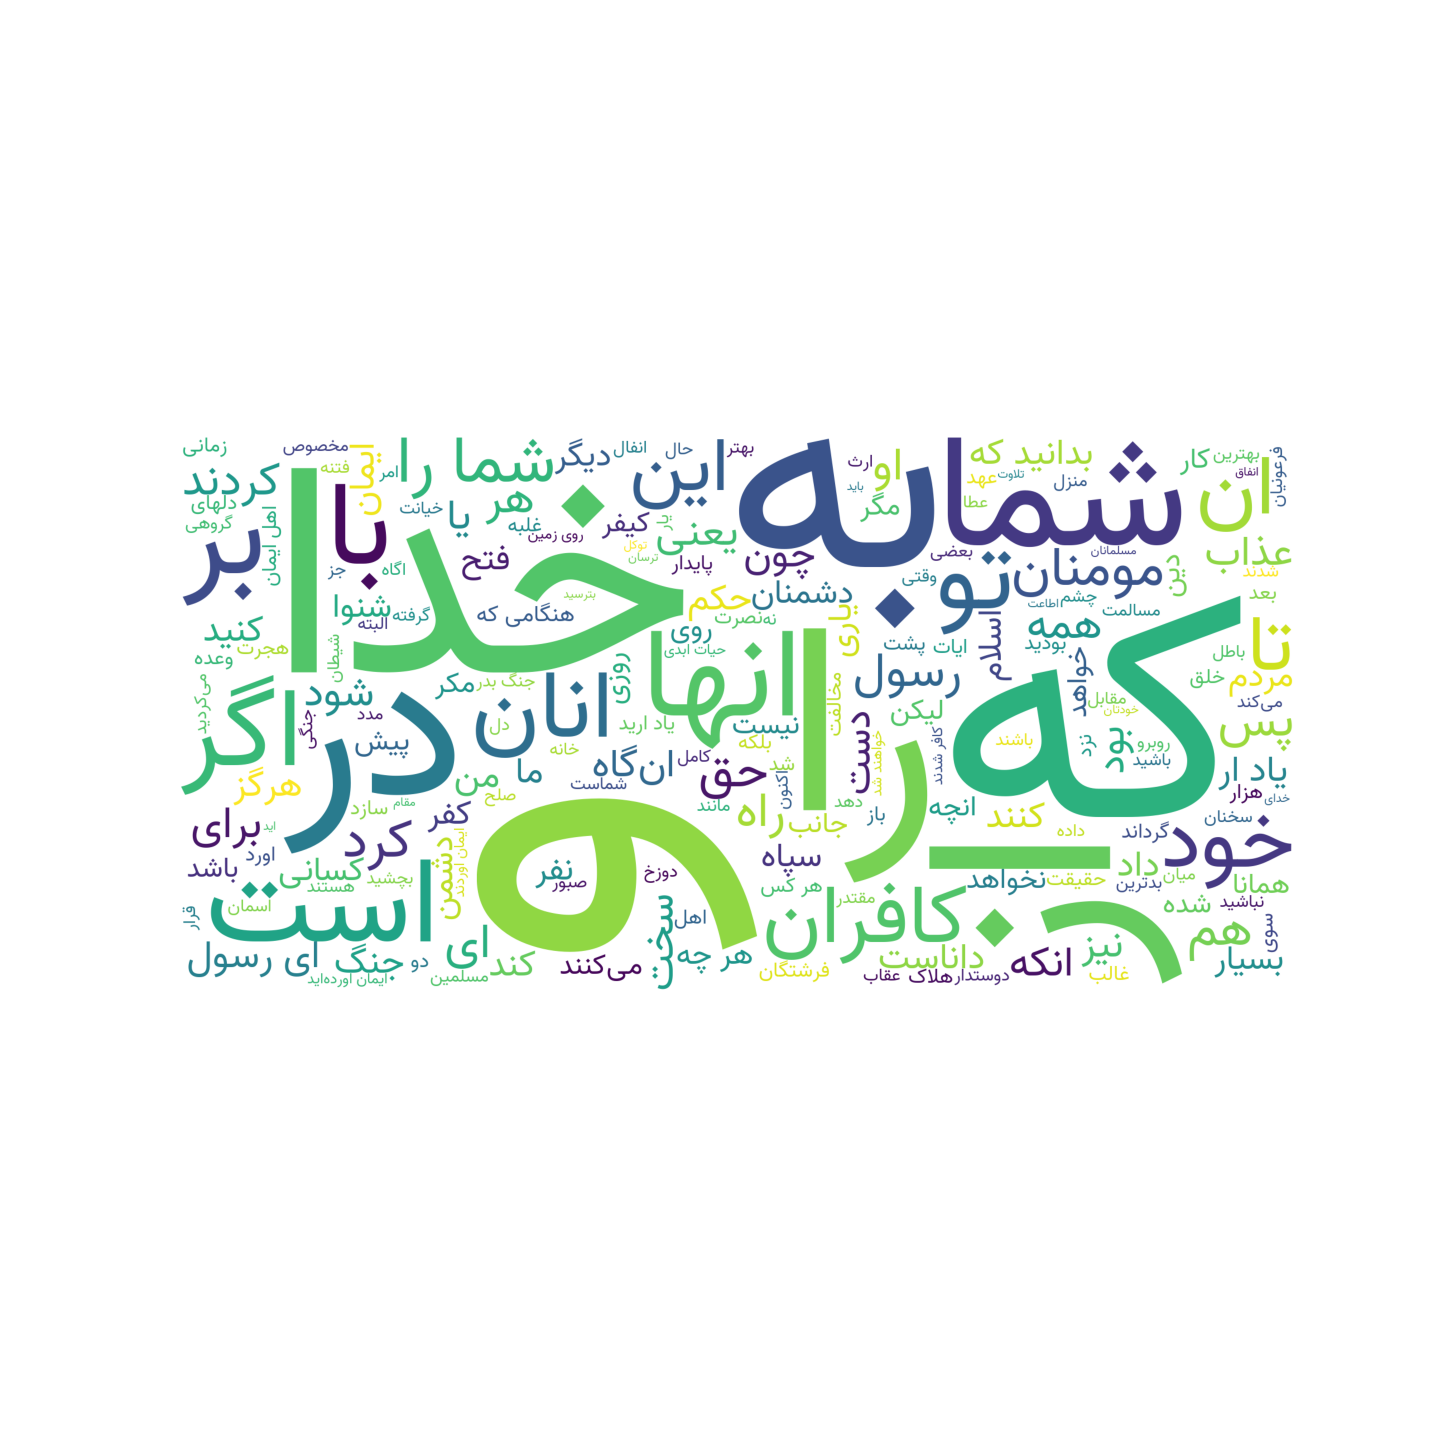 خدا
که
به
و
را
در
از
شما
است
با
بر
تو
خود
اگر
انها
انان
این
شما را
کافران
تا
ان
مومنان
همه
پس
هم
رسول
حق
راه
کرد
برای
ای
ای رسول
کردند
دیگر
هر
یا
یعنی
چون
او
مگر
بدانید که
کار
عذاب
دین
مردم
بود
یاد ار
خواهد
اسلام
یاری
دشمنان
حکم
روی
روزی
فتح
کیفر
غلبه
شنوا
کنید
شود
مکر
پیش
من
ما
ان‌گاه
نیست
لیکن
دست
انچه
کنند
جانب
سپاه
نفر
سخت
کفر
دشمن
کسانی
باشد
هرگز
جنگ
کند
می‌کنند
هر چه
داناست
انکه
نیز
شده
داد
نخواهد
همانا
بسیار
ایمان
زمانی
مخصوص
فتنه
امر
دلهای
گروهی
خیانت
اهل ایمان
انفال
حال
بهتر
ارث
باید
عهد
تلاوت
عطا
منزل
بهترین
انفاق
فرعونیان
روی زمین
یار
توکل
ترسان
پایدار
بعضی
مسلمانان
شدند
بعد
وقتی
چشم
اطاعت
مسالمت
جز
اگاه
البته
گرفته
هنگامی که
بترسید
نه
نصرت
ایات
پشت
بودید
باطل
خلق
هجرت
وعده
شیطان
حیات ابدی
جنگ بدر
می‌کردید
جنگی
مدد
دل
یاد ارید
مخالفت
مقابل
خودتان
می‌کند
خانه
بلکه
کامل
شد
خواهند شد
کافر شدند
باشند
نزد
روبرو
باشید
هزار
خدای
سازد
مقام
صلح
شماست
مانند
اکنون
دهد
باز
داده
گرداند
سخنان
اید
اورد
ایمان اوردند
بچشید
هستند
صبور
دوزخ
هر کس
مقتدر
حقیقت
بدترین
میان
نباشید
اسمان
قرار
اهل
سوی
دو
ایمان اورده‌اید
مسلمین
فرشتگان
عقاب
هلاک
دوستدار
غالب